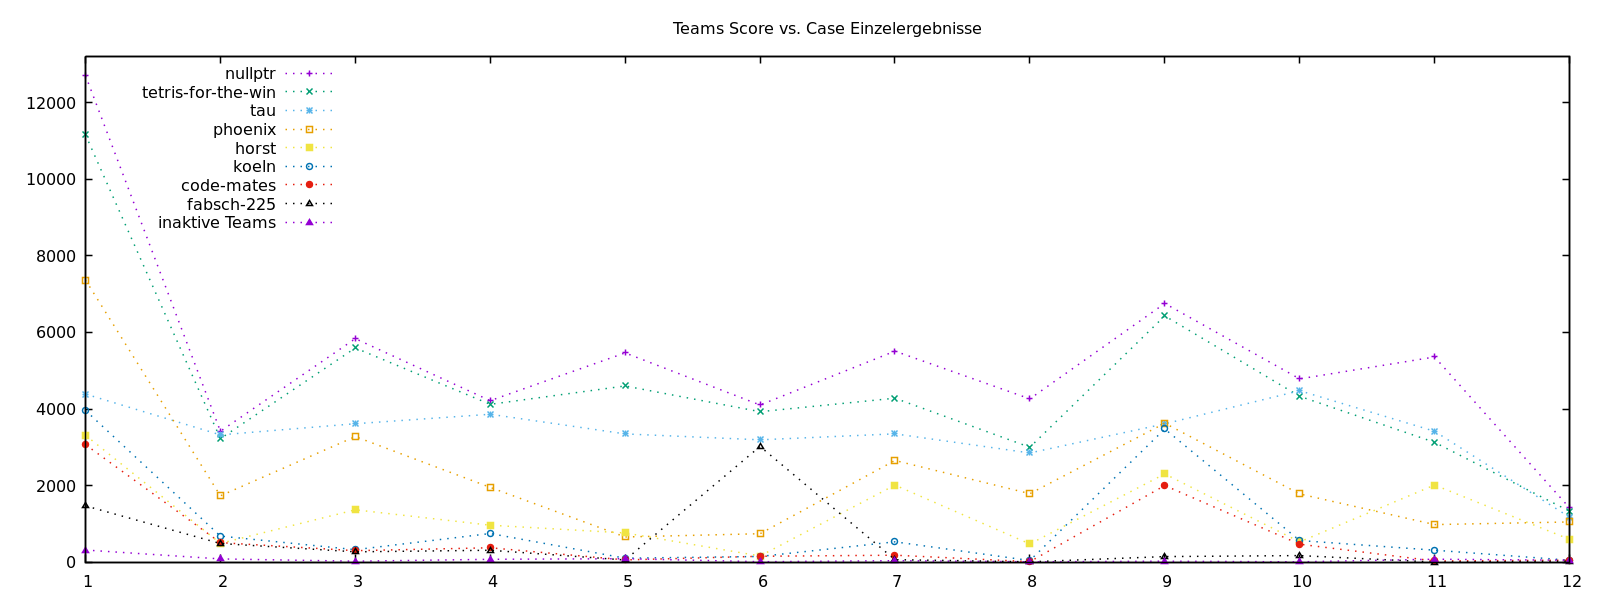 Teams Score vs. Case Einzelergebnisse
nullptr
tetris-for-the-win
tau
phoenix
horst
koeln
code-mates
fabsch-225
inaktive Teams
12000
10000
8000
6000
4000
2000
0
1 2 3 4 5 6 7 8 9 10 11 12